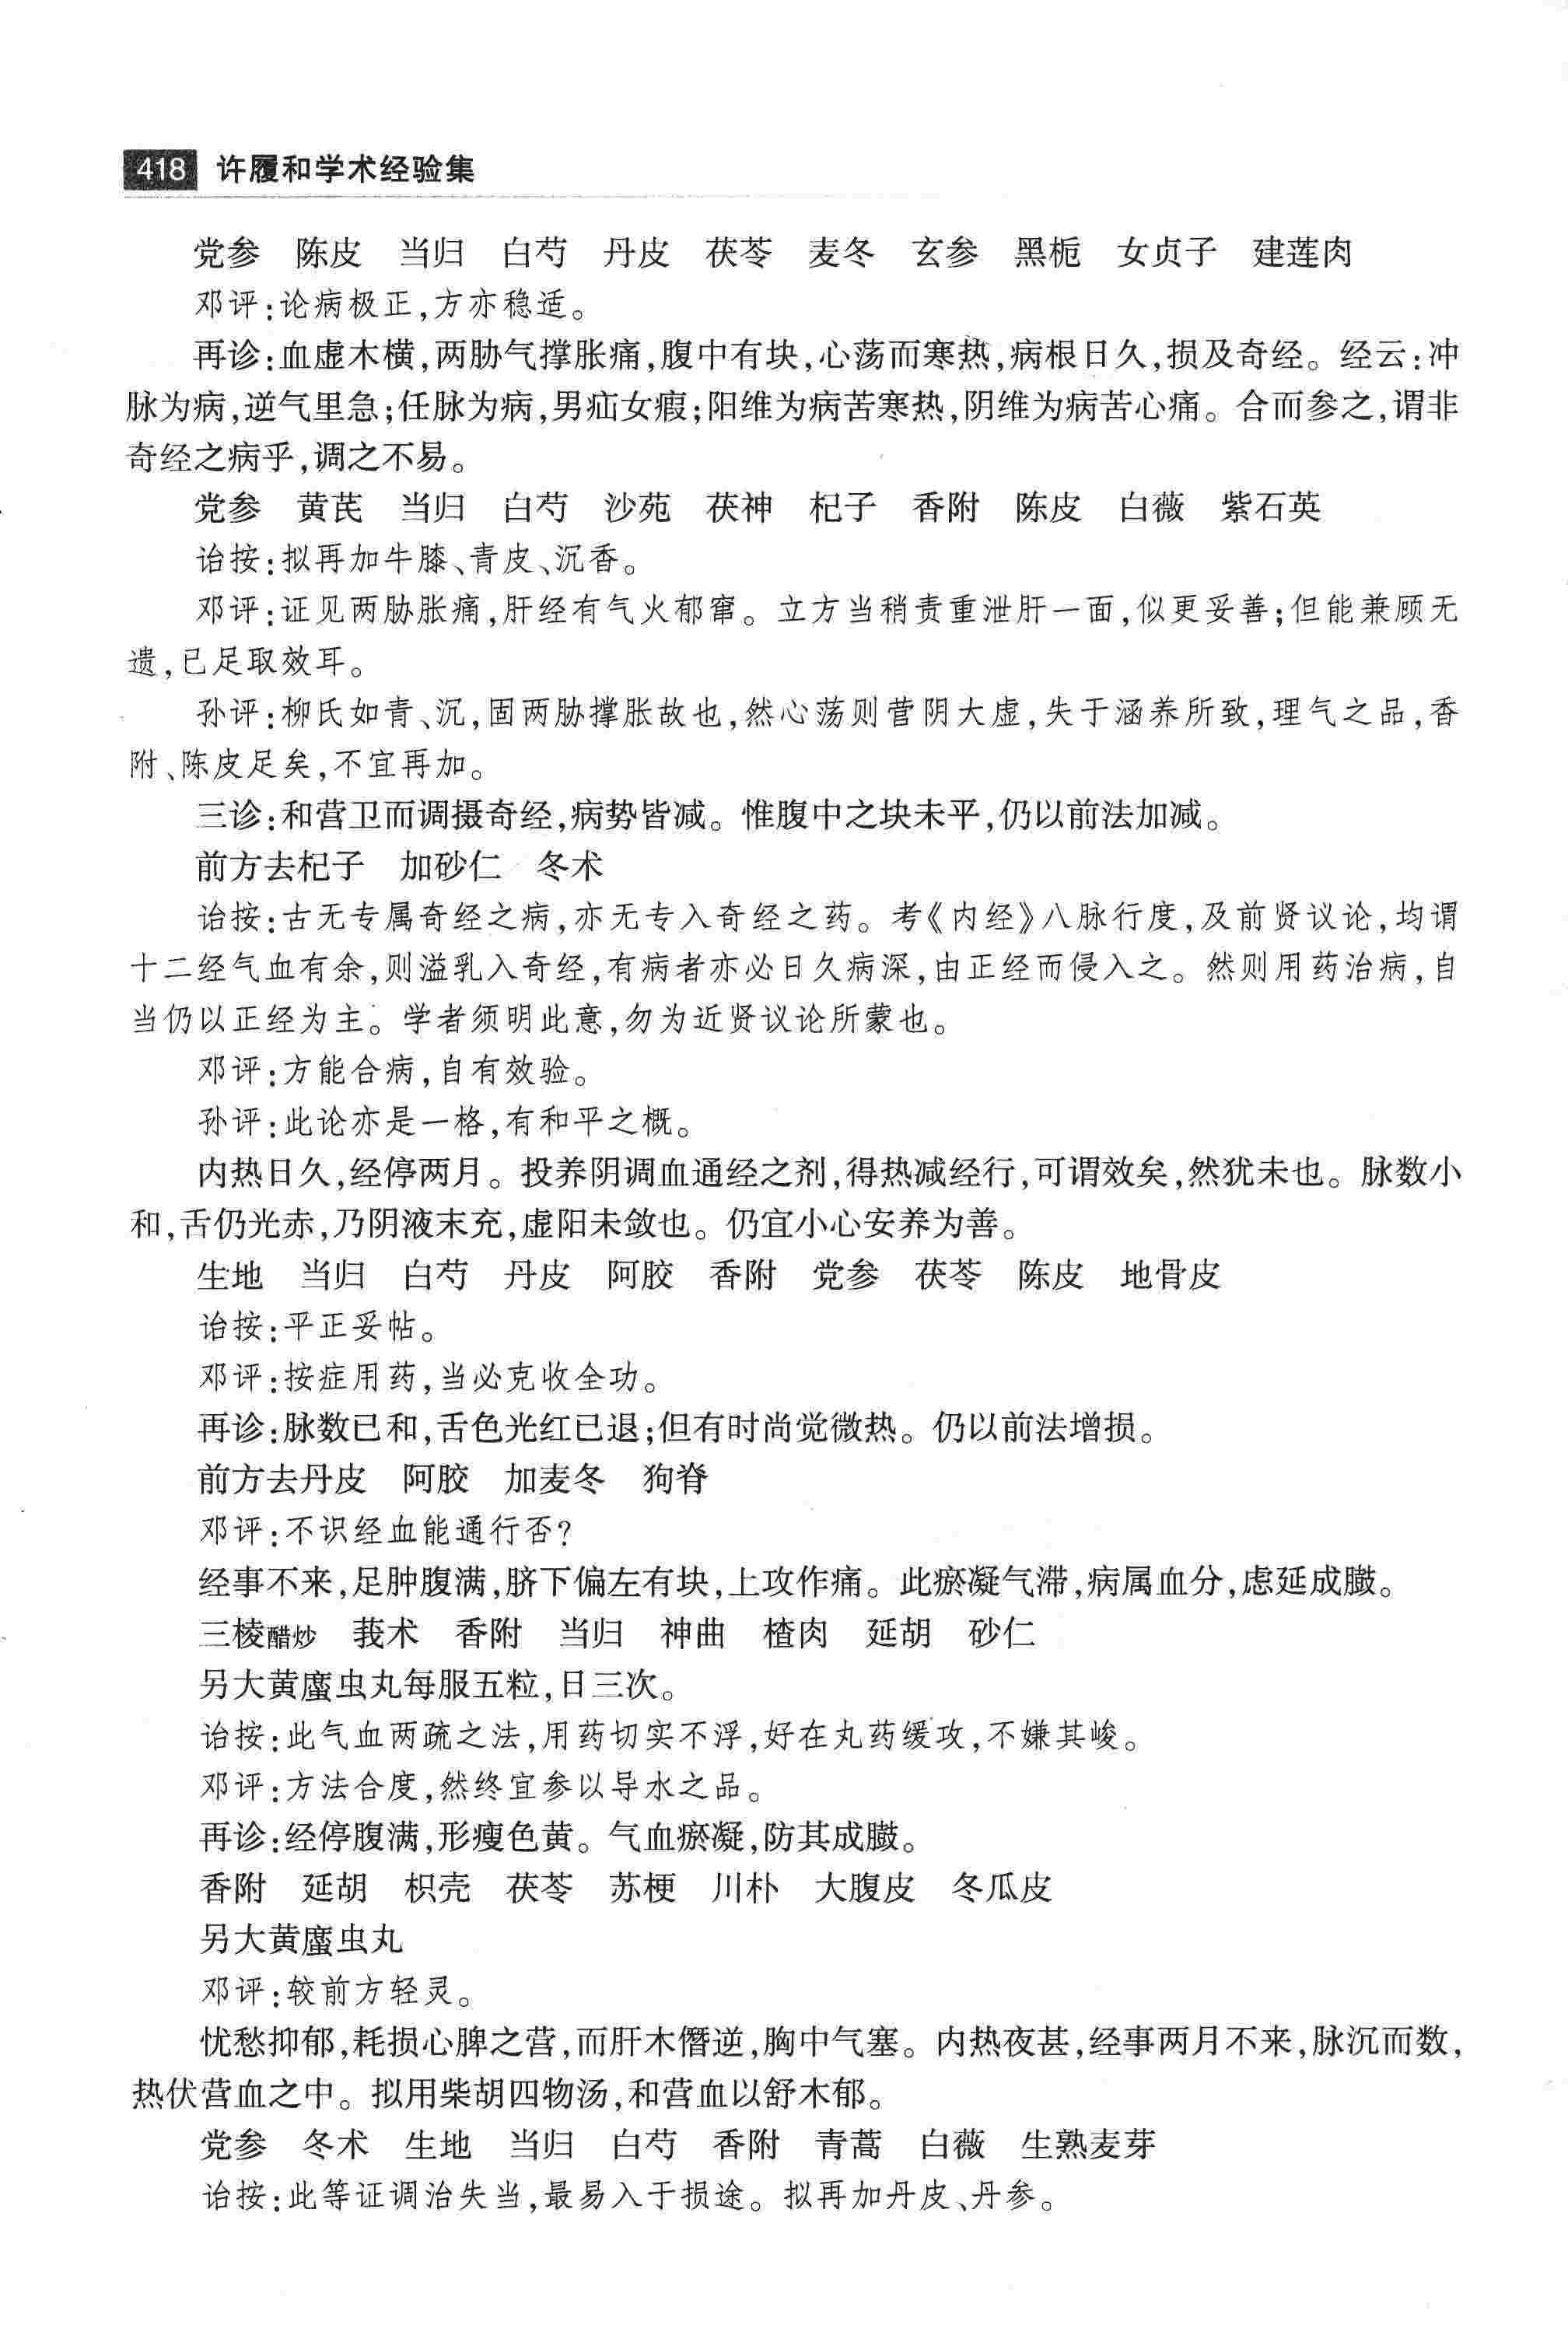 418 许履和学术经验集
党参 陈皮 当归 白芍 丹皮 茯苓 麦冬 玄参 黑栀 女贞子 建莲肉
邓评:论病极正,方亦稳适。
再诊:血虚木横,两胁气撑胀痛,腹中有块,心荡而寒热,病根日久,损及奇经。经云:冲
脉为病,逆气里急;任脉为病,男疝女瘕;阳维为病苦寒热,阴维为病苦心痛。合而参之,谓非
奇经之病乎,调之不易。
党参 黄芪 当归 白芍 沙苑 茯神 杞子 香附 陈皮 白薇 紫石英
诒按:拟再加牛膝、青皮、沉香。
邓评:证见两胁胀痛,肝经有气火郁窜。立方当稍责重泄肝一面,似更妥善;但能兼顾无
遗,已足取效耳。
孙评:柳氏如青、沉,固两胁撑胀故也,然心荡则营阴大虚,失于涵养所致,理气之品,香
附、陈皮足矣,不宜再加。
三诊:和营卫而调摄奇经,病势皆减。惟腹中之块未平,仍以前法加减。
前方去杞子 加砂仁 冬术
诒按:古无专属奇经之病,亦无专入奇经之药。考《内经》八脉行度,及前贤议论,均谓
十二经气血有余,则溢乳入奇经,有病者亦必日久病深,由正经而侵入之。然则用药治病,自
当仍以正经为主。学者须明此意,勿为近贤议论所蒙也。
邓评:方能合病,自有效验。
孙评:此论亦是一格,有和平之概。
内热日久,经停两月。投养阴调血通经之剂,得热减经行,可谓效矣,然犹未也。脉数小
和,舌仍光赤,乃阴液末充,虚阳未敛也。仍宜小心安养为善。
生地 当归 白芍 丹皮 阿胶 香附 党参 茯苓 陈皮 地骨皮
诒按:平正妥帖。
邓评:按症用药,当必克收全功。
再诊:脉数已和,舌色光红已退;但有时尚觉微热。仍以前法增损。
前方去丹皮 阿胶 加麦冬 狗脊
邓评:不识经血能通行否?
经事不来,足肿腹满,脐下偏左有块,上攻作痛。此瘀凝气滞,病属血分,虑延成臌。
三棱醋炒 莪术 香附 当归 神曲 楂肉 延胡 砂仁
另大黄䗪虫丸每服五粒,日三次。
诒按:此气血两疏之法,用药切实不浮,好在丸药缓攻,不嫌其峻。
邓评:方法合度,然终宜参以导水之品。
再诊:经停腹满,形瘦色黄。气血瘀凝,防其成臌。
香附 延胡 枳壳 茯苓 苏梗 川朴 大腹皮 冬瓜皮
另大黄䗪虫丸
邓评:较前方轻灵。
忧愁抑郁,耗损心脾之营,而肝木僭逆,胸中气塞。内热夜甚,经事两月不来,脉沉而数,
热伏营血之中。拟用柴胡四物汤,和营血以舒木郁。
党参 冬术 生地 当归 白芍 香附 青蒿 白薇 生熟麦芽
诒按:此等证调治失当,最易入于损途。拟再加丹皮、丹参。